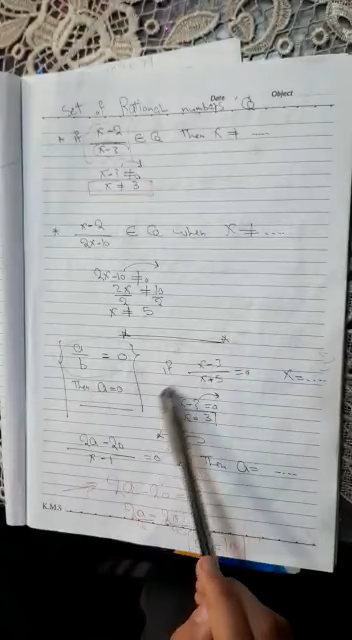 Date Object
Set of Rational numbers Q
* if x-2/x-3 ∈ Q Then x ≠ ....
x-3 ≠ 0
x ≠ 3
* x-2/2x-10 ∈ Q when x ≠ ...
2x-10 ≠ 0
2x/2 ≠ 10/2
x ≠ 5
a/b = 0
Then a=0
if x-3/x+5 = 0 x=....
x-3=0
x=3
2a-20/x-1 = 0 Then a= ....
K.M.S